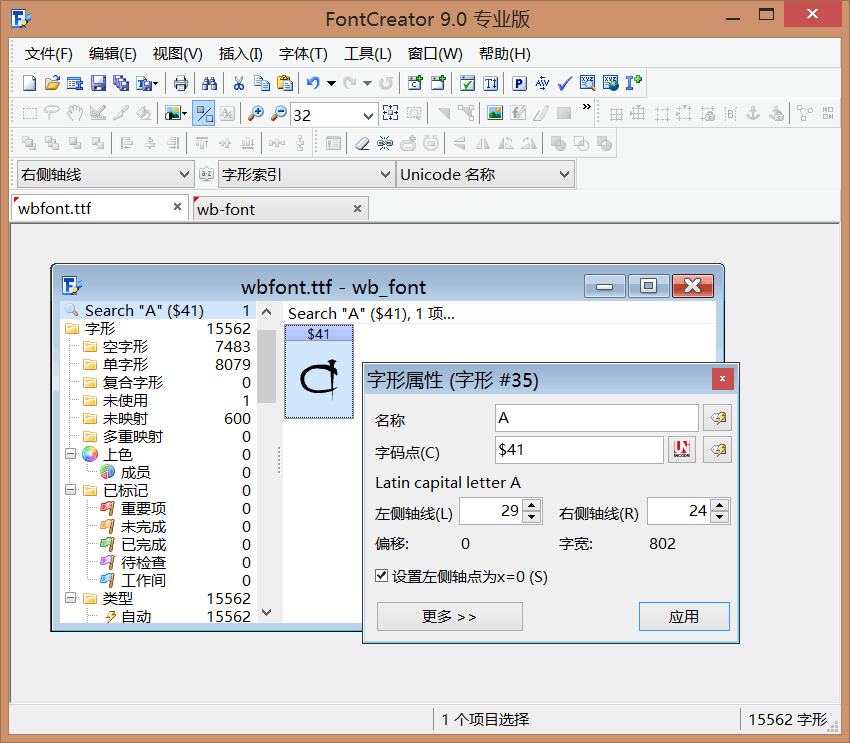 FontCreator 9.0 专业版
文件(F) 编辑(E) 视图(V) 插入(I) 字体(T) 工具(L) 窗口(W) 帮助(H)
32
右侧轴线 字形索引 Unicode 名称
wbfont.ttf wb-font
wbfont.ttf - wb_font
Search "A" ($41) 1
字形 15562
空字形 7483
单字形 8079
复合字形 0
未使用 1
未映射 600
多重映射 0
上色 0
成员 0
已标记 0
重要项 0
未完成 0
已完成 0
待检查 0
工作间 0
类型 15562
自动 15562
Search "A" ($41), 1 项...
$41
字形属性 (字形 #35)
名称 A
字码点(C) $41
Latin capital letter A
左侧轴线(L) 29 右侧轴线(R) 24
偏移: 0 字宽: 802
设置左侧轴点为x=0 (S)
更多 >> 应用
1 个项目选择 15562 字形